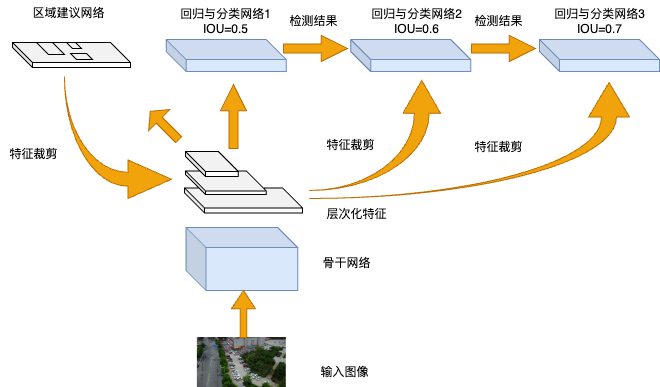 区域建议网络
回归与分类网络1
IOU=0.5
检测结果
回归与分类网络2
IOU=0.6
检测结果
回归与分类网络3
IOU=0.7
特征裁剪
特征裁剪
特征裁剪
层次化特征
骨干网络
输入图像